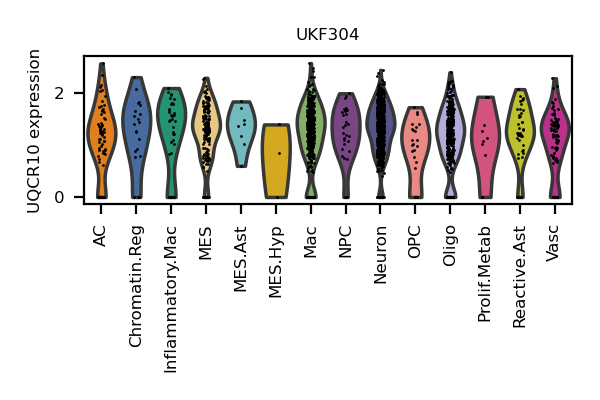 UKF304
UQCR10 expression
2
0
AC
Chromatin.Reg
Inflammatory.Mac
MES
MES.Ast
MES.Hyp
Mac
NPC
Neuron
OPC
Oligo
Prolif.Metab
Reactive.Ast
Vasc